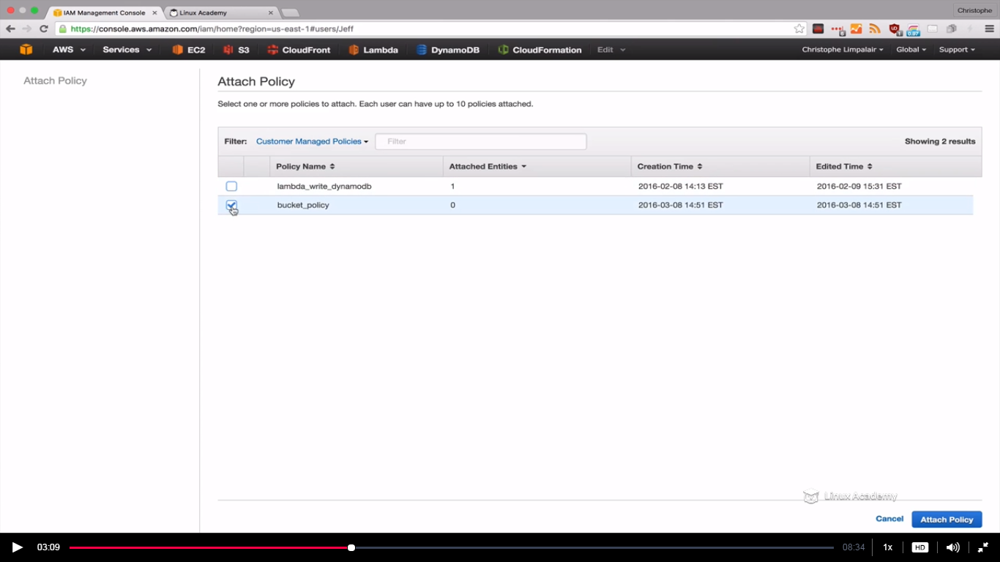 IAM Management Console
Linux Academy
Christophe
https://console.aws.amazon.com/iam/home?region=us-east-1#users/Jeff
AWS Services EC2 S3 CloudFront Lambda DynamoDB CloudFormation Edit Christophe Limpalair Global Support
Attach Policy
Attach Policy
Select one or more policies to attach. Each user can have up to 10 policies attached.
Filter: Customer Managed Policies Filter Showing 2 results
Policy Name Attached Entities Creation Time Edited Time
lambda_write_dynamodb 1 2016-02-08 14:13 EST 2016-02-09 15:31 EST
bucket_policy 0 2016-03-08 14:51 EST 2016-03-08 14:51 EST
Linux Academy
Cancel Attach Policy
03:09 08:34 1x HD